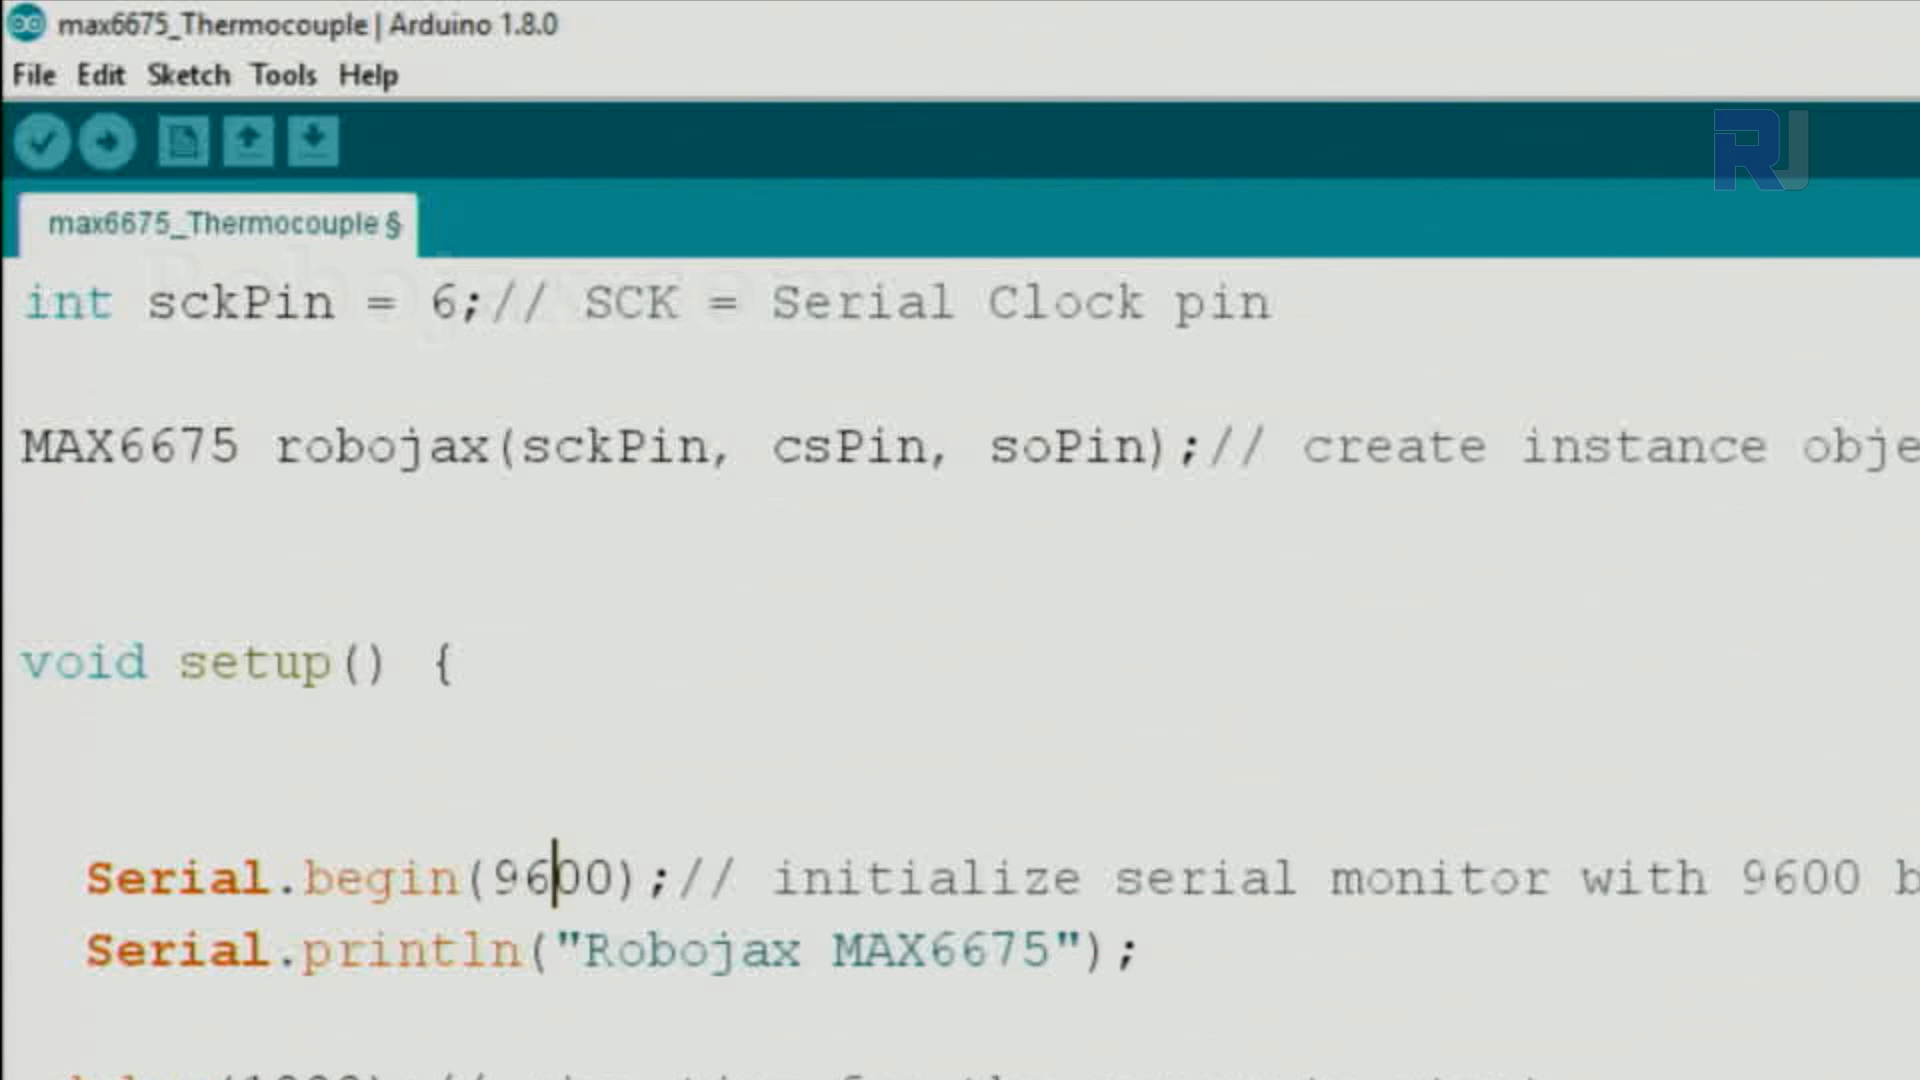 max6675_Thermocouple | Arduino 1.8.0
File Edit Sketch Tools Help
RJ
max6675_Thermocouple §
int sckPin = 6;// SCK = Serial Clock pin
MAX6675 robojax(sckPin, csPin, soPin);// create instance obje
void setup() {
Serial.begin(9600);// initialize serial monitor with 9600 b
Serial.println("Robojax MAX6675");